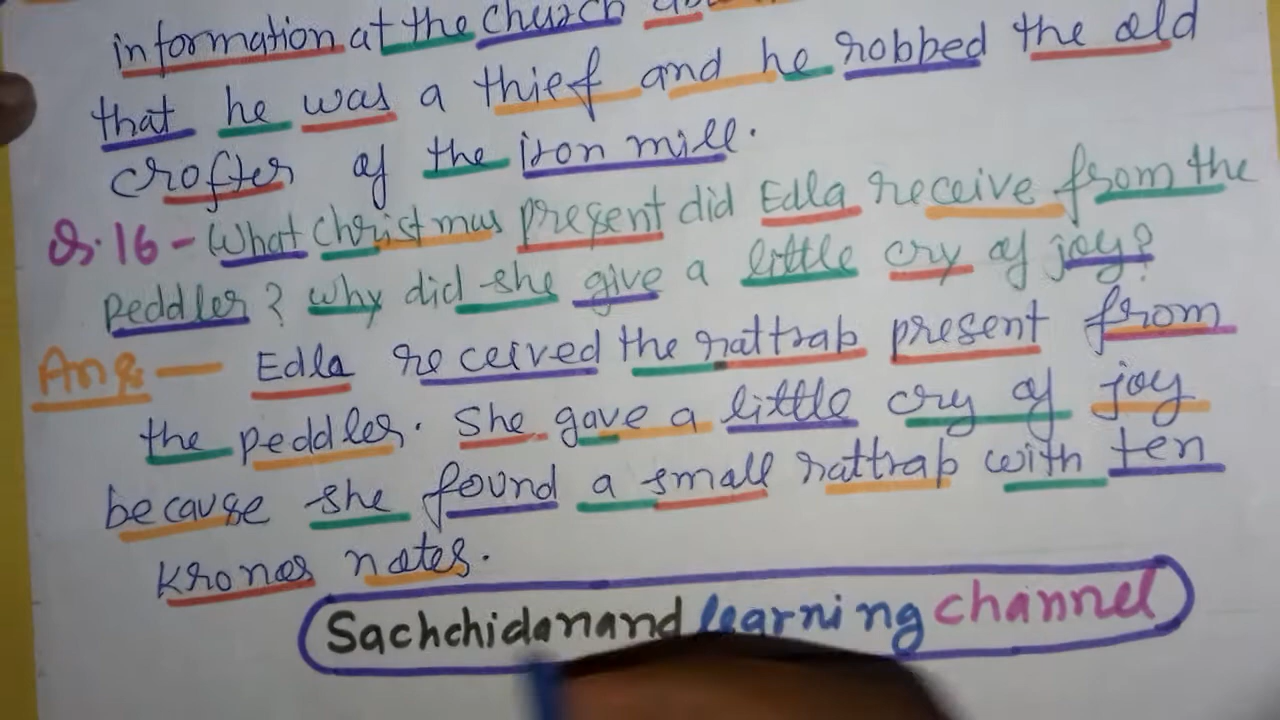 information at the church
that he was a thief and he robbed the old
crofter of the iron mill.
Q.16 - What Christmas present did Edla receive from the
peddler? Why did she give a little cry of joy?
Ans - Edla received the rattrap present from
the peddler. She gave a little cry of joy
because she found a small rattrap with ten
Kronor notes.
Sachchidanand learning channel